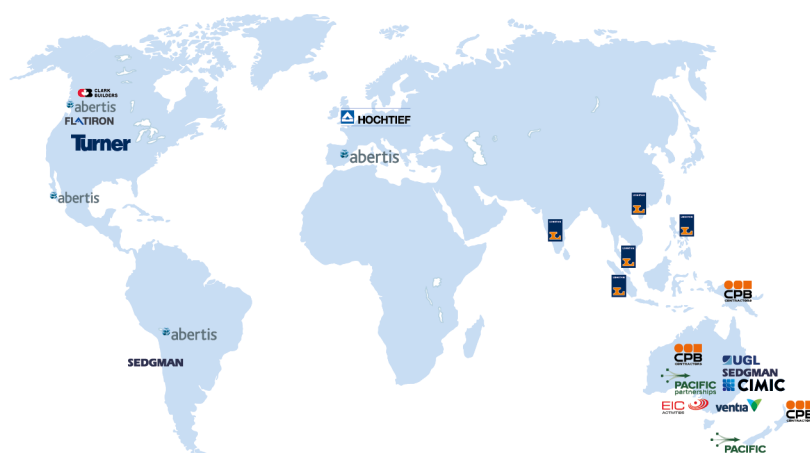 CLARK
BUILDERS
abertis
FLATIRON
Turner
abertis
HOCHTIEF
abertis
abertis
SEDGMAN
L
L
L
L
L
CPB
CONTRACTORS
CPB
CONTRACTORS
UGL
SEDGMAN
CIMIC
PACIFIC
partnerships
EIC
ACTIVITIES
ventia
CPB
PACIFIC